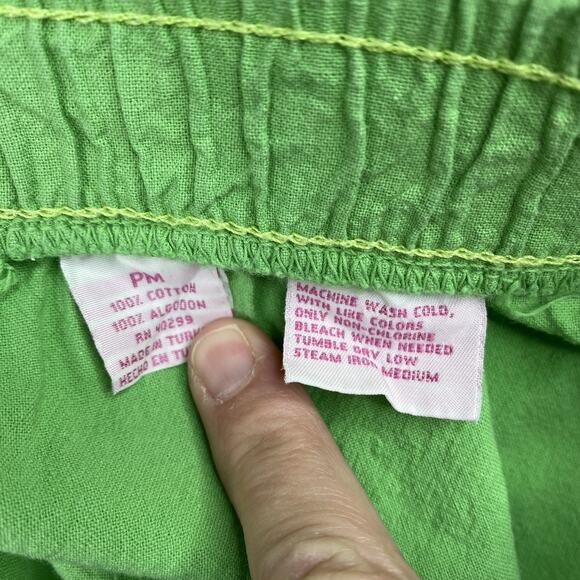 PM
100% COTTON
100% ALGODON
RN 40299
MADE IN TURK
HECHO EN TU
MACHINE WASH COLD,
WITH LIKE COLORS
ONLY NON-CHLORINE
BLEACH WHEN NEEDED
TUMBLE DRY LOW
STEAM IRON MEDIUM